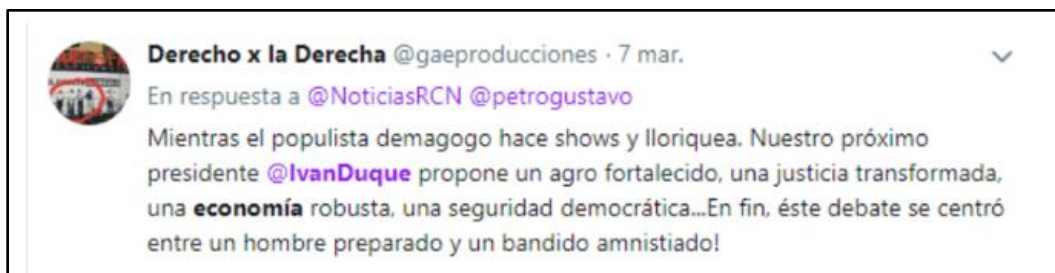 Derecho x la Derecha @gaeproducciones · 7 mar.
En respuesta a @NoticiasRCN @petrogustavo
Mientras el populista demagogo hace shows y lloriquea. Nuestro próximo
presidente @IvanDuque propone un agro fortalecido, una justicia transformada,
una economía robusta, una seguridad democrática...En fin, éste debate se centró
entre un hombre preparado y un bandido amnistiado!